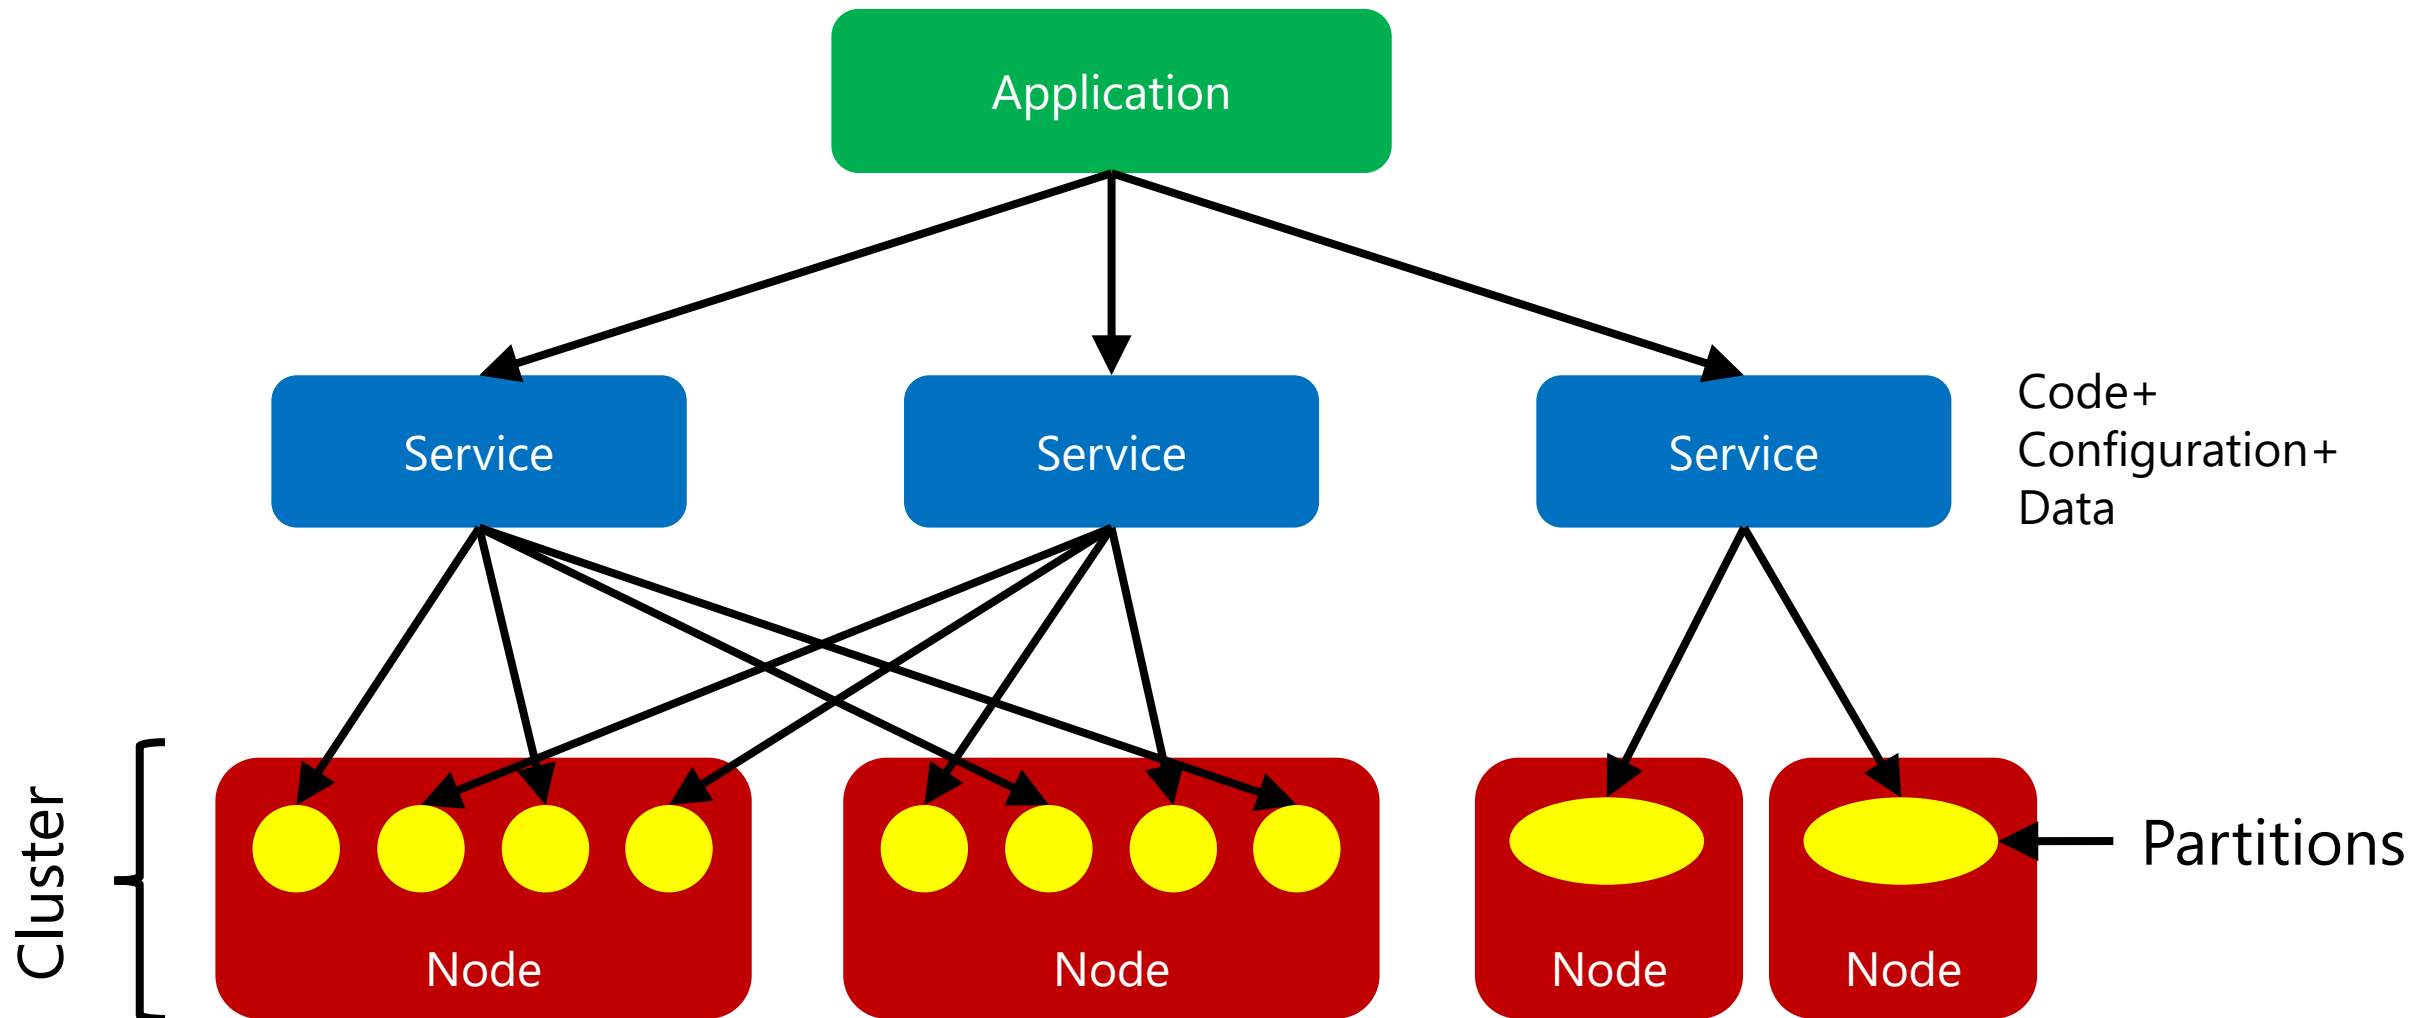 Application
Service
Service
Service
Code+
Configuration+
Data
Cluster
Partitions
Node
Node
Node
Node